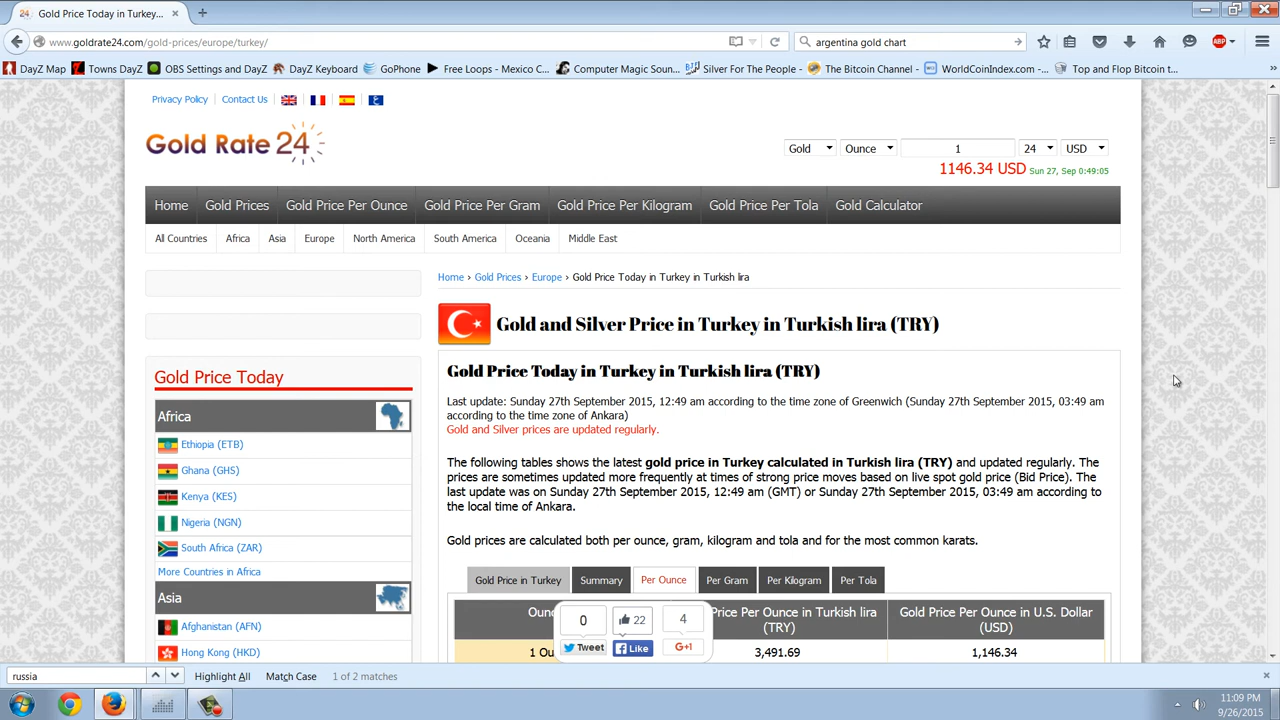 Gold Price Today in Turkey... × +
www.goldrate24.com/gold-prices/europe/turkey/
argentina gold chart
ABP
DayZ Map Towns DayZ OBS Settings and DayZ DayZ Keyboard GoPhone Free Loops - Music C... Computer Magic Soun... Silver For The People - ... The Bitcoin Channel - ... WorldCoinIndex.com -... Top and Flop Bitcoin t...
Privacy Policy Contact Us
Gold Rate 24
Gold Ounce 1 24 USD
1146.34 USD Sun 27, Sep 0:49:05
Home Gold Prices Gold Price Per Ounce Gold Price Per Gram Gold Price Per Kilogram Gold Price Per Tola Gold Calculator
All Countries Africa Asia Europe North America South America Oceania Middle East
Home › Gold Prices › Europe › Gold Price Today in Turkey in Turkish lira
Gold and Silver Price in Turkey in Turkish lira (TRY)
Gold Price Today in Turkey in Turkish lira (TRY)
Last update: Sunday 27th September 2015, 12:49 am according to the time zone of Greenwich (Sunday 27th September 2015, 03:49 am
according to the time zone of Ankara)
Gold and Silver prices are updated regularly.
The following tables shows the latest gold price in Turkey calculated in Turkish lira (TRY) and updated regularly. The
prices are sometimes updated more frequently at times of strong price moves based on live spot gold price (Bid Price). The
last update was on Sunday 27th September 2015, 12:49 am (GMT) or Sunday 27th September 2015, 03:49 am according to
the local time of Ankara.
Gold prices are calculated both per ounce, gram, kilogram and tola and for the most common karats.
Gold Price in Turkey Summary Per Ounce Per Gram Per Kilogram Per Tola
Price Per Ounce in Turkish lira
(TRY)
Gold Price Per Ounce in U.S. Dollar
(USD)
3,491.69 1,146.34
0 22 4
Tweet Like G+1
Gold Price Today
Africa
Ethiopia (ETB)
Ghana (GHS)
Kenya (KES)
Nigeria (NGN)
South Africa (ZAR)
More Countries in Africa
Asia
Afghanistan (AFN)
Hong Kong (HKD)
russia Highlight All Match Case 1 of 2 matches
11:09 PM
9/26/2015